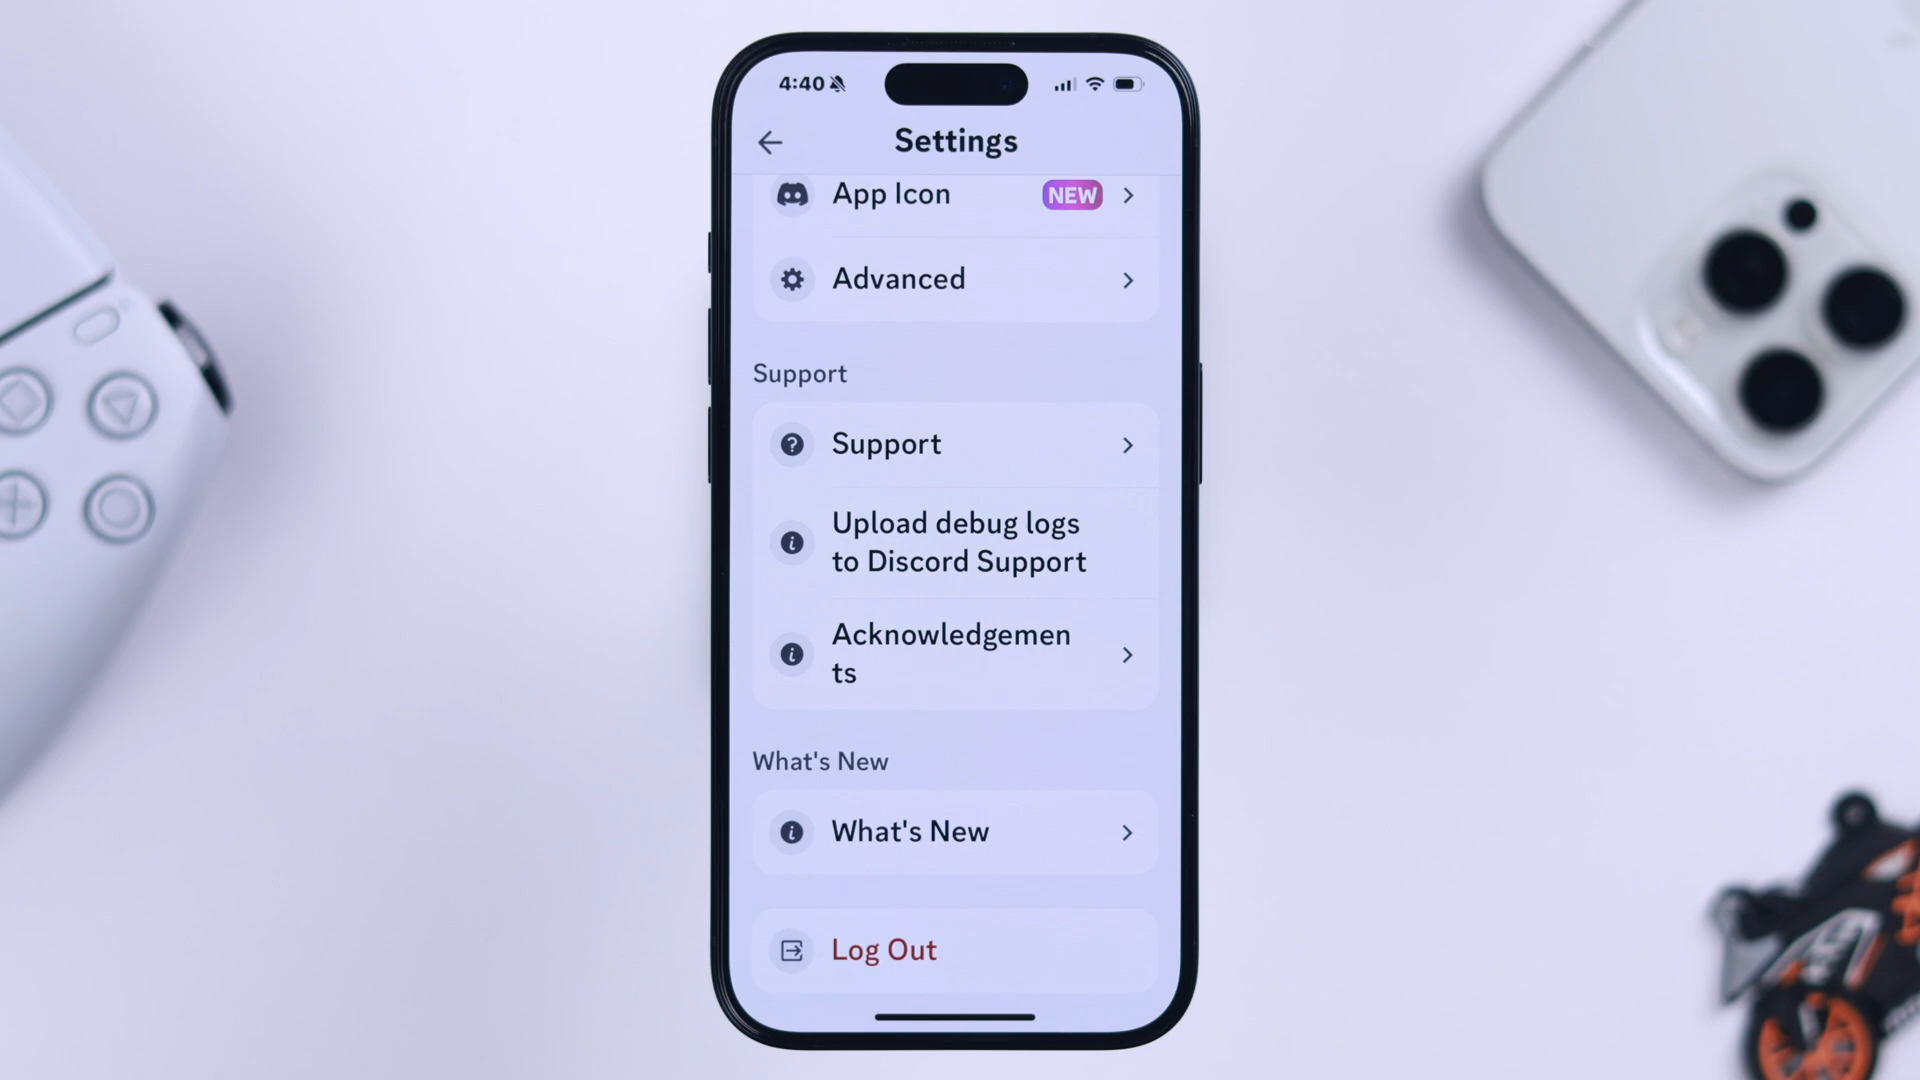 4:40
Settings
App Icon NEW
Advanced
Support
Support
Upload debug logs
to Discord Support
Acknowledgemen
ts
What's New
What's New
Log Out